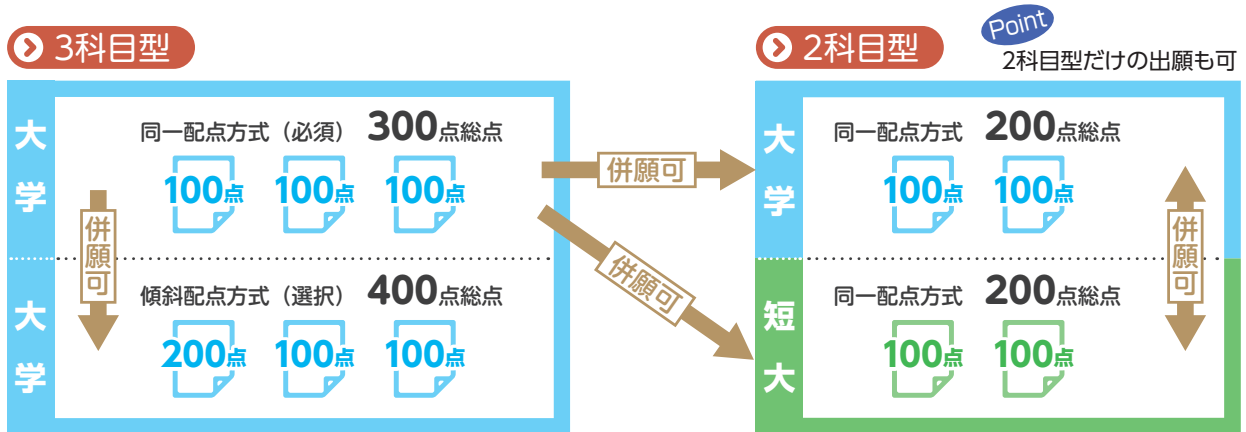 3科目型
大学
同一配点方式（必須） 300点総点
100点 100点 100点
併願可
大学
傾斜配点方式（選択） 400点総点
200点 100点 100点
併願可
併願可
2科目型
Point
2科目型だけの出願も可
大学
同一配点方式 200点総点
100点 100点
併願可
短大
同一配点方式 200点総点
100点 100点